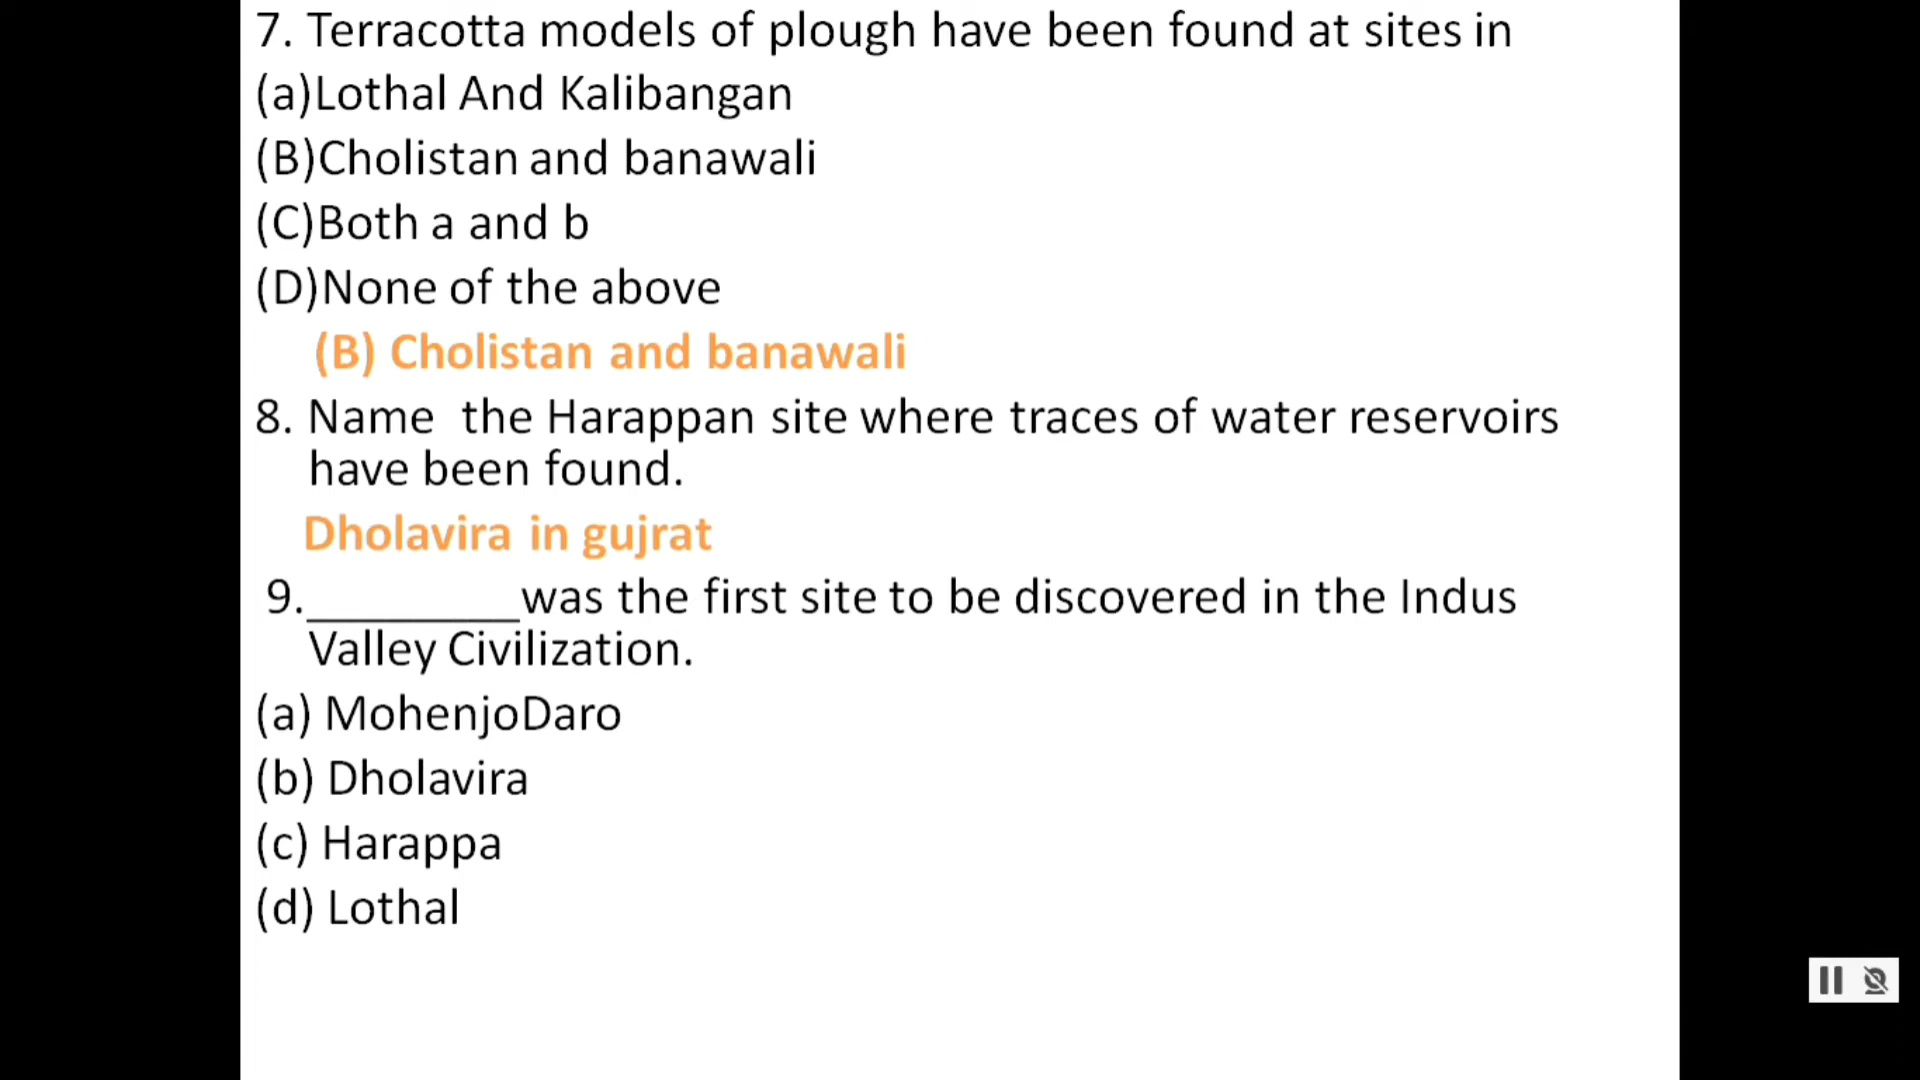 7. Terracotta models of plough have been found at sites in
(a)Lothal And Kalibangan
(B)Cholistan and banawali
(C)Both a and b
(D)None of the above
(B) Cholistan and banawali
8. Name the Harappan site where traces of water reservoirs
have been found.
Dholavira in gujrat
9.________was the first site to be discovered in the Indus
Valley Civilization.
(a) MohenjoDaro
(b) Dholavira
(c) Harappa
(d) Lothal